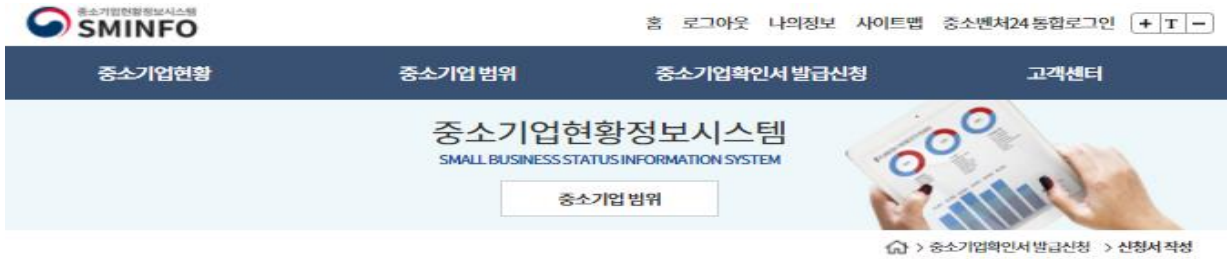 중소기업현황정보시스템
SMINFO
홈 로그아웃 나의정보 사이트맵 중소벤처24 통합로그인 + T -
중소기업현황 중소기업 범위 중소기업확인서 발급신청 고객센터
중소기업현황정보시스템
SMALL BUSINESS STATUS INFORMATION SYSTEM
중소기업 범위
> 중소기업확인서 발급신청 > 신청서 작성